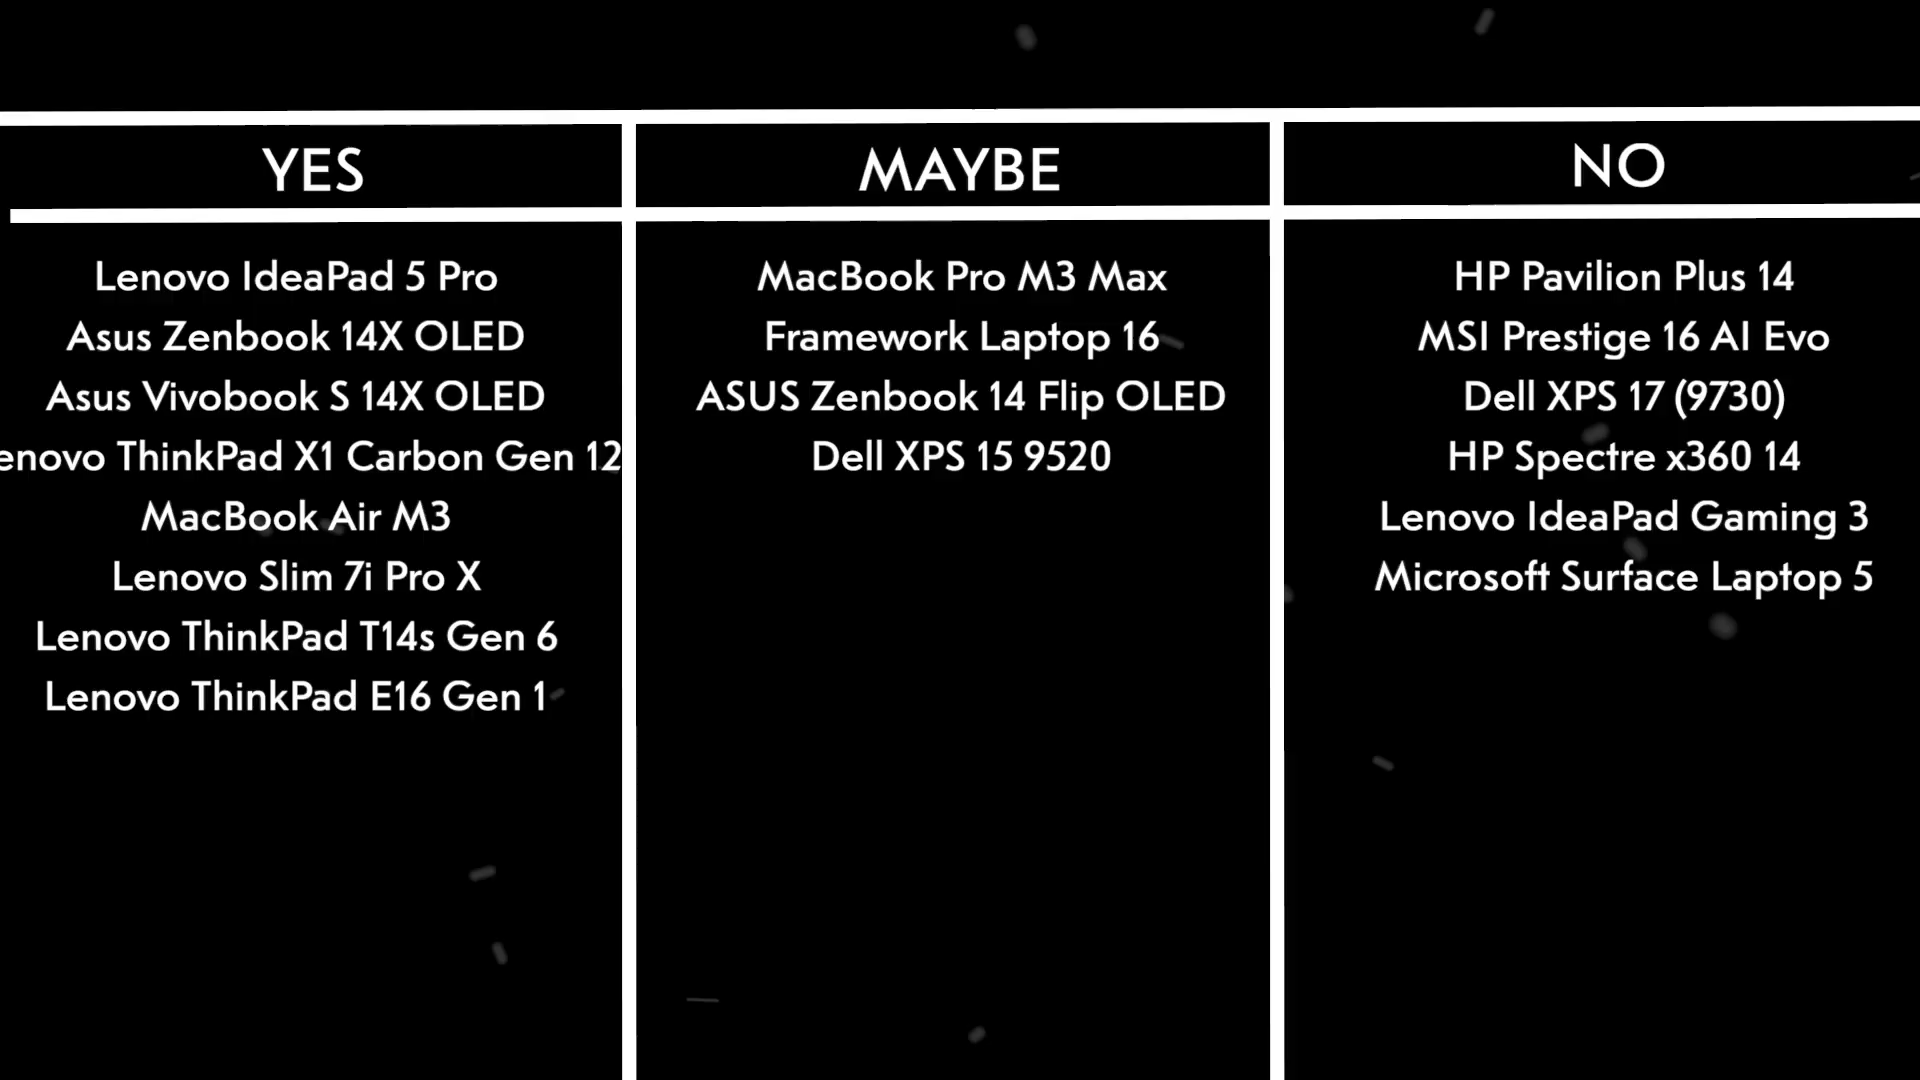 YES
Lenovo IdeaPad 5 Pro
Asus Zenbook 14X OLED
Asus Vivobook S 14X OLED
enovo ThinkPad X1 Carbon Gen 12
MacBook Air M3
Lenovo Slim 7i Pro X
Lenovo ThinkPad T14s Gen 6
Lenovo ThinkPad E16 Gen 1
MAYBE
MacBook Pro M3 Max
Framework Laptop 16
ASUS Zenbook 14 Flip OLED
Dell XPS 15 9520
NO
HP Pavilion Plus 14
MSI Prestige 16 AI Evo
Dell XPS 17 (9730)
HP Spectre x360 14
Lenovo IdeaPad Gaming 3
Microsoft Surface Laptop 5